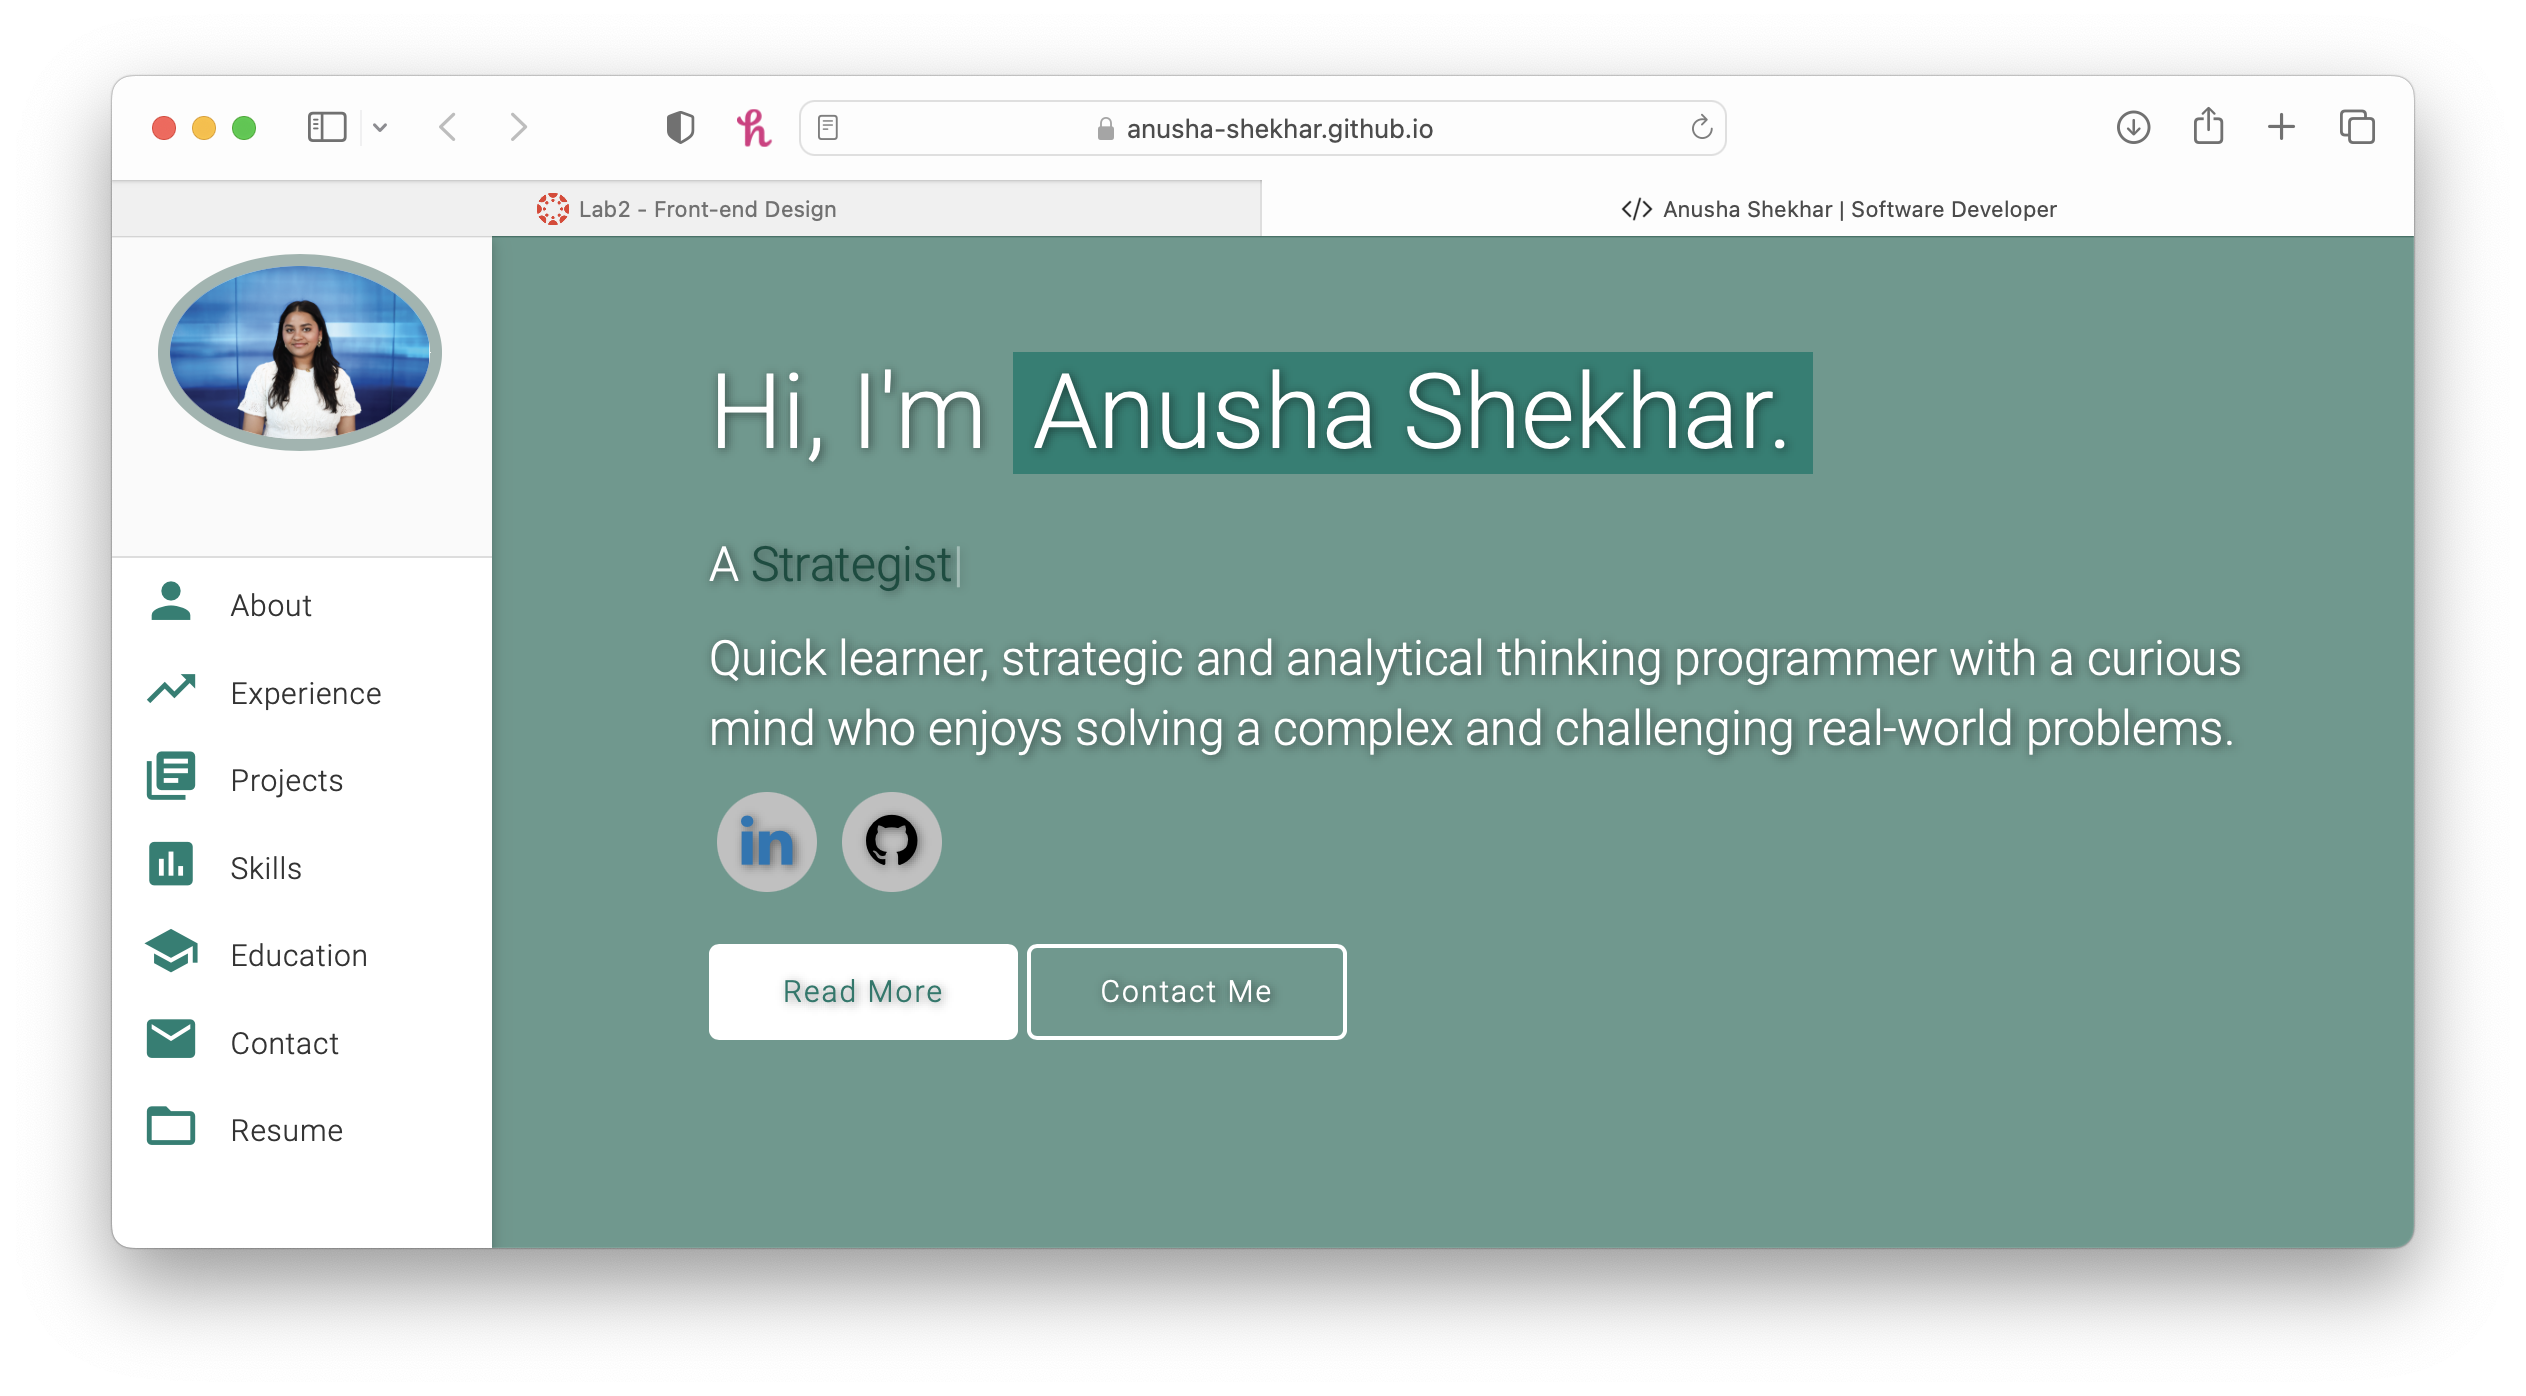 anusha-shekhar.github.io
Lab2 - Front-end Design
</> Anusha Shekhar | Software Developer
Hi, I'm Anusha Shekhar.
A Strategist|
Quick learner, strategic and analytical thinking programmer with a curious
mind who enjoys solving a complex and challenging real-world problems.
in
Read More
Contact Me
About
Experience
Projects
Skills
Education
Contact
Resume